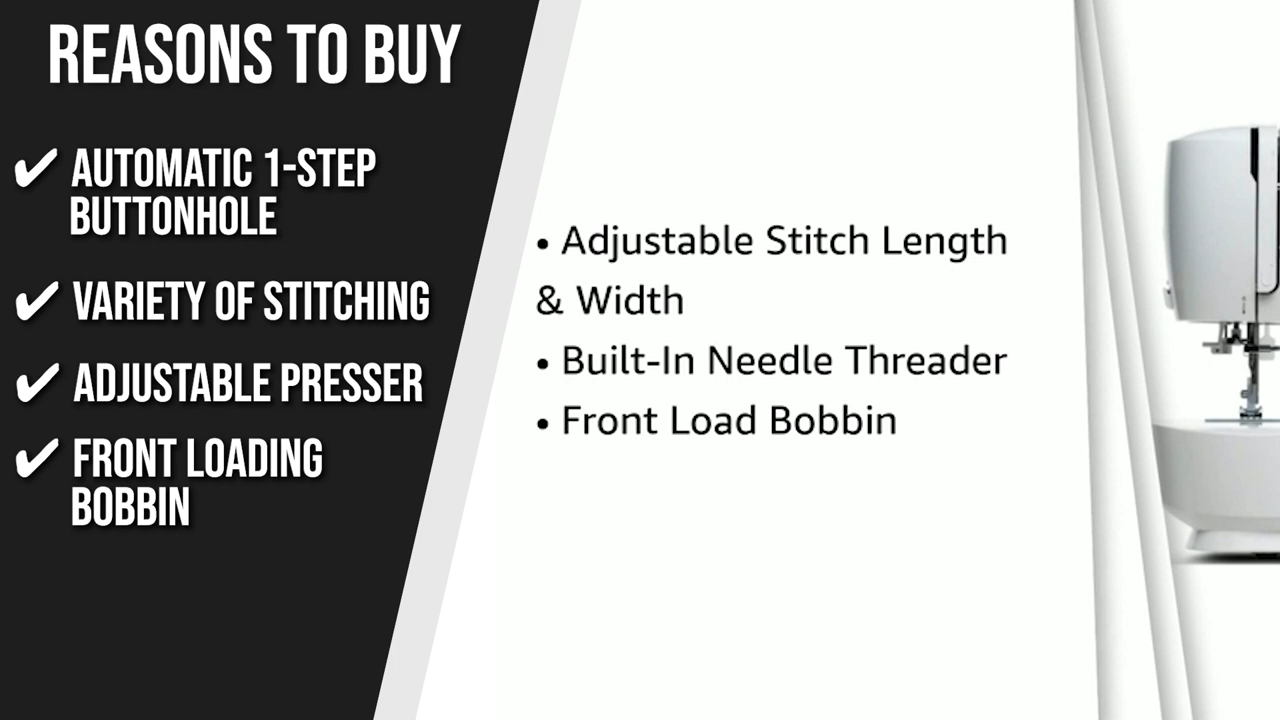 REASONS TO BUY
✔ AUTOMATIC 1-STEP
BUTTONHOLE
✔ VARIETY OF STITCHING
✔ ADJUSTABLE PRESSER
✔ FRONT LOADING
BOBBIN
• Adjustable Stitch Length
& Width
• Built-In Needle Threader
• Front Load Bobbin